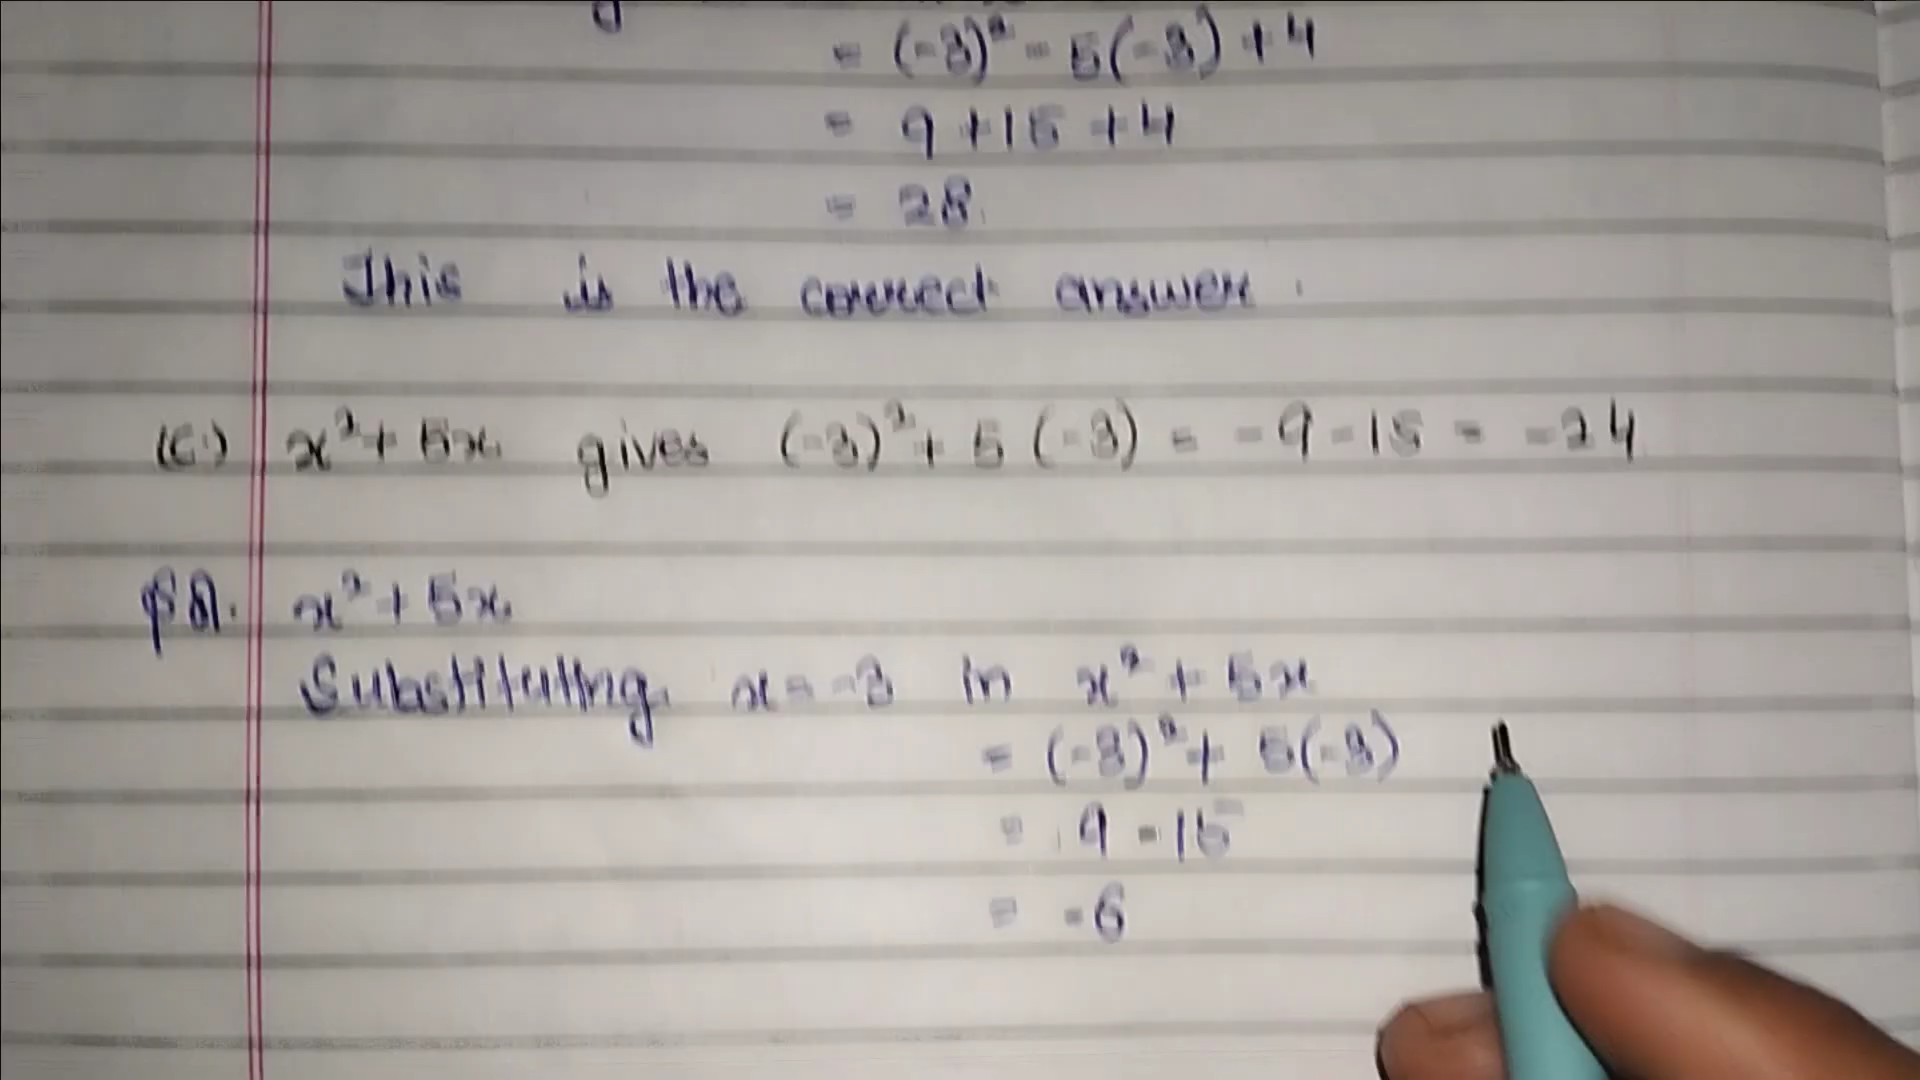 = (-3)² - 5(-3) + 4
= 9 + 15 + 4
= 28.
This is the correct answer.
(C.) x² + 5x gives (-3)² + 5 (-3) = -9 - 15 = -24
x² + 5x
Substituting x = -3 in x² + 5x
= (-3)² + 5(-3)
= 9 - 15
= -6